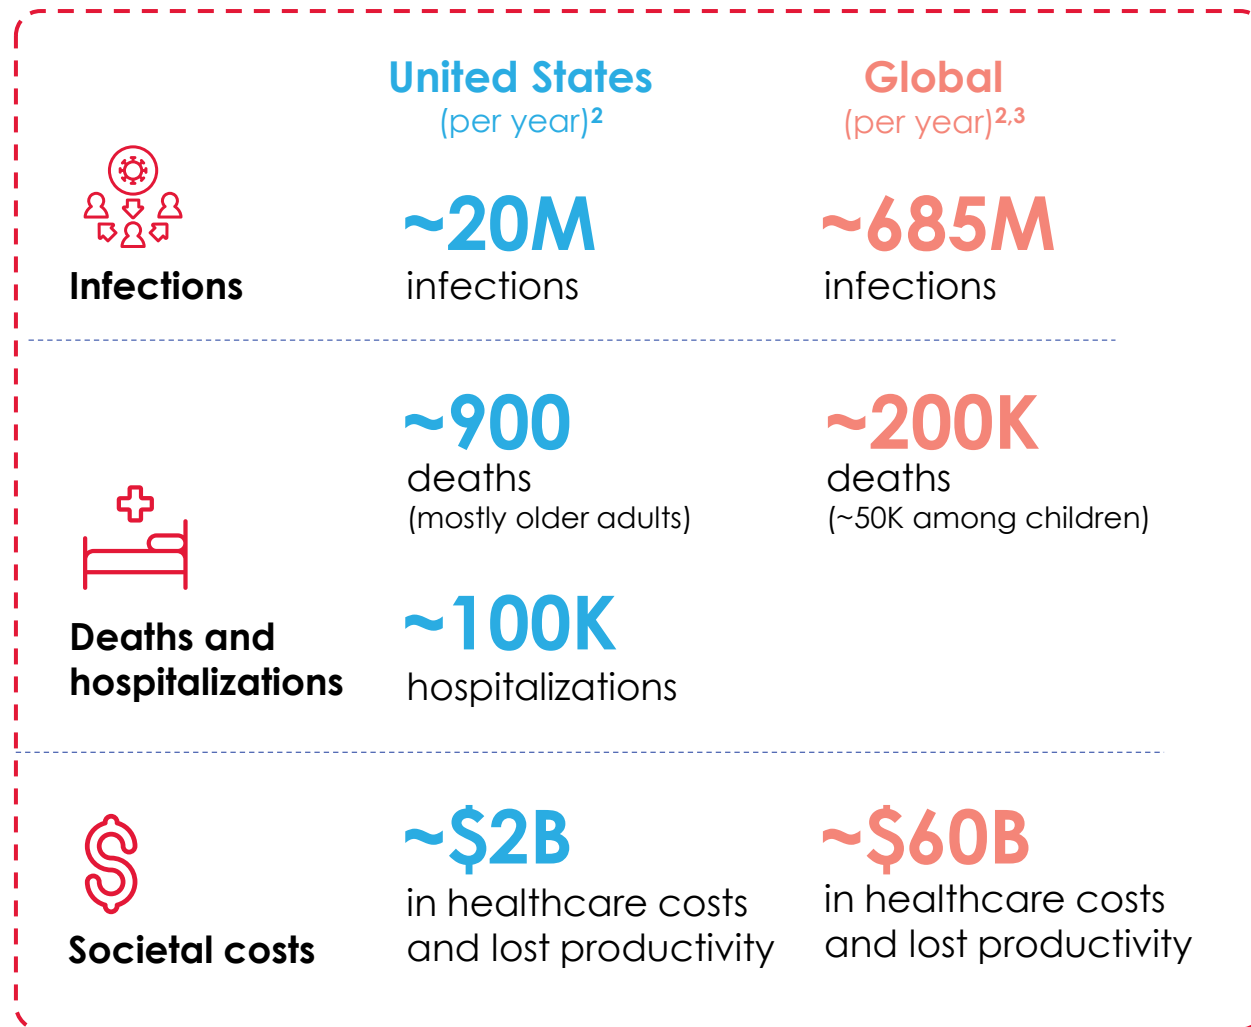 United States
(per year)2
Global
(per year)2,3
Infections
~20M
infections
~685M
infections
Deaths and
hospitalizations
~900
deaths
(mostly older adults)
~200K
deaths
(~50K among children)
~100K
hospitalizations
Societal costs
~$2B
in healthcare costs
and lost productivity
~$60B
in healthcare costs
and lost productivity